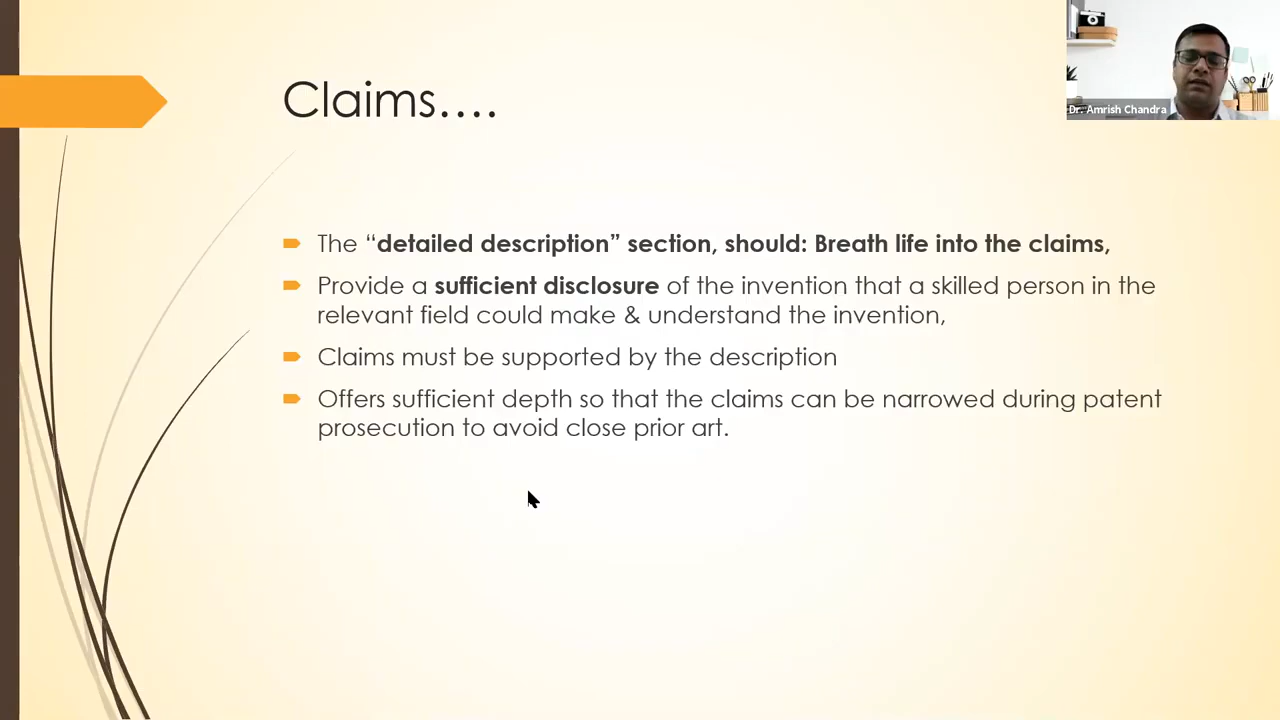 Dr. Amrish Chandra
Claims....
The “detailed description” section, should: Breath life into the claims,
Provide a sufficient disclosure of the invention that a skilled person in the
relevant field could make & understand the invention,
Claims must be supported by the description
Offers sufficient depth so that the claims can be narrowed during patent
prosecution to avoid close prior art.